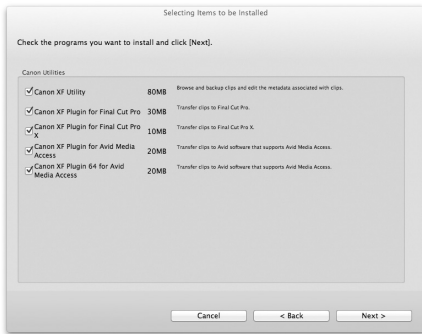 Selecting Items to be Installed
Check the programs you want to install and click [Next].
Canon Utilities
Canon XF Utility 80MB Browse and backup clips and edit the metadata associated with clips.
Canon XF Plugin for Final Cut Pro 30MB Transfer clips to Final Cut Pro.
Canon XF Plugin for Final Cut Pro
X 10MB Transfer clips to Final Cut Pro X.
Canon XF Plugin for Avid Media
Access 20MB Transfer clips to Avid software that supports Avid Media Access.
Canon XF Plugin 64 for Avid
Media Access 20MB Transfer clips to Avid software that supports Avid Media Access.
Cancel < Back Next >